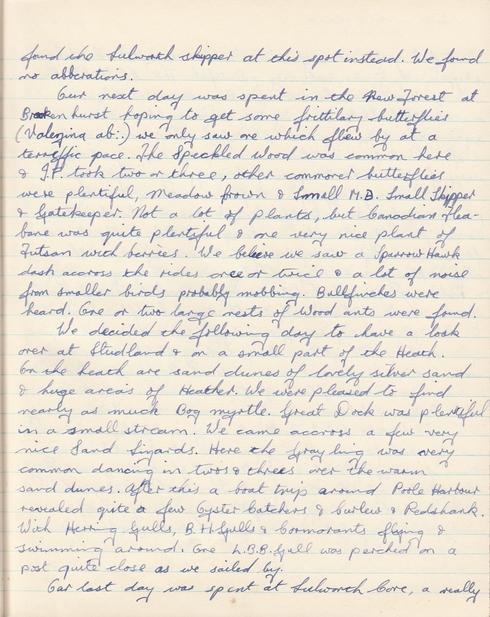 found the Lulworth skipper at this spot instead. We found
no abberations.
Our next day was spent in the New Forrest at
Brokenhurst hoping to get some frittilary butterflies
(Valezina ab:.) we only saw one which flew by at a
terreffic pace. The Speckled Wood was common here
& J.P. took two or three, other commoner butterflies
were plentiful, Meadow Brown & Small M.B. Small Skipper
& Gatekeeper. Not a lot of plants, but Canadian Flea-
bane was quite plentiful & one very nice plant of
Tutsan with berries. We believe we saw a Sparrow Hawk
dash accross the rides once or twice & a lot of noise
from smaller birds probably mobbing. Bullfinches were
heard. One or two large nests of Wood ants were found.
We decided the following day to have a look
over at Studland & on a small part of the Heath.
On the heath are sand dunes of lovely silver sand
& huge areas of Heather. We were pleased to find
nearly as much Bog myrtle. Great Dock was plentiful
in a small stream. We came accross a few very
nice Sand Lizards. Here the Grayling was very
common dancing in twos & threes over the warm
sand dunes. After this a boat trip around Poole Harbour
revealed quite a few Oyster Catchers & Curlew & Redshank.
With Herring Gulls, B.H. Gulls & Cormorants flying &
swimming around. One L.B.B. Gull was perched on a
post quite close as we sailed by.
Our last day was spent at Lulworth Cove, a really